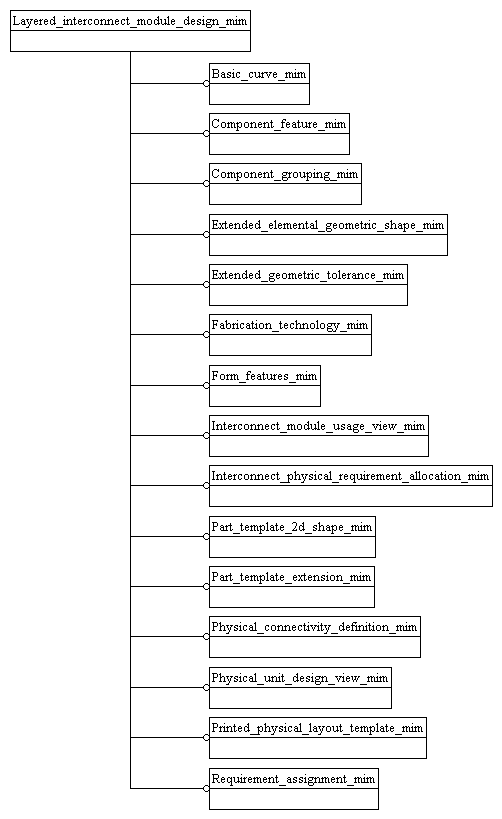 Layered_interconnect_module_design_mim
Basic_curve_mim
Component_feature_mim
Component_grouping_mim
Extended_elemental_geometric_shape_mim
Extended_geometric_tolerance_mim
Fabrication_technology_mim
Form_features_mim
Interconnect_module_usage_view_mim
Interconnect_physical_requirement_allocation_mim
Part_template_2d_shape_mim
Part_template_extension_mim
Physical_connectivity_definition_mim
Physical_unit_design_view_mim
Printed_physical_layout_template_mim
Requirement_assignment_mim